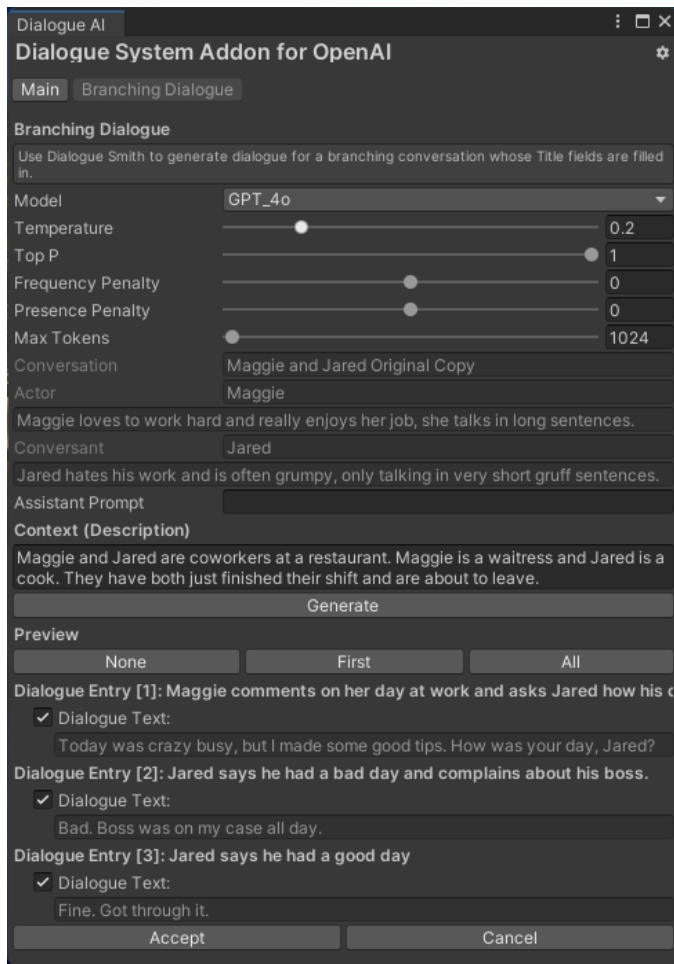 Dialogue AI
Dialogue System Addon for OpenAI
Main Branching Dialogue
Branching Dialogue
Use Dialogue Smith to generate dialogue for a branching conversation whose Title fields are filled
in.
Model GPT_4o
Temperature 0.2
Top P 1
Frequency Penalty 0
Presence Penalty 0
Max Tokens 1024
Conversation Maggie and Jared Original Copy
Actor Maggie
Maggie loves to work hard and really enjoys her job, she talks in long sentences.
Conversant Jared
Jared hates his work and is often grumpy, only talking in very short gruff sentences.
Assistant Prompt
Context (Description)
Maggie and Jared are coworkers at a restaurant. Maggie is a waitress and Jared is a
cook. They have both just finished their shift and are about to leave.
Generate
Preview
None First All
Dialogue Entry [1]: Maggie comments on her day at work and asks Jared how his
Dialogue Text:
Today was crazy busy, but I made some good tips. How was your day, Jared?
Dialogue Entry [2]: Jared says he had a bad day and complains about his boss.
Dialogue Text:
Bad. Boss was on my case all day.
Dialogue Entry [3]: Jared says he had a good day
Dialogue Text:
Fine. Got through it.
Accept Cancel